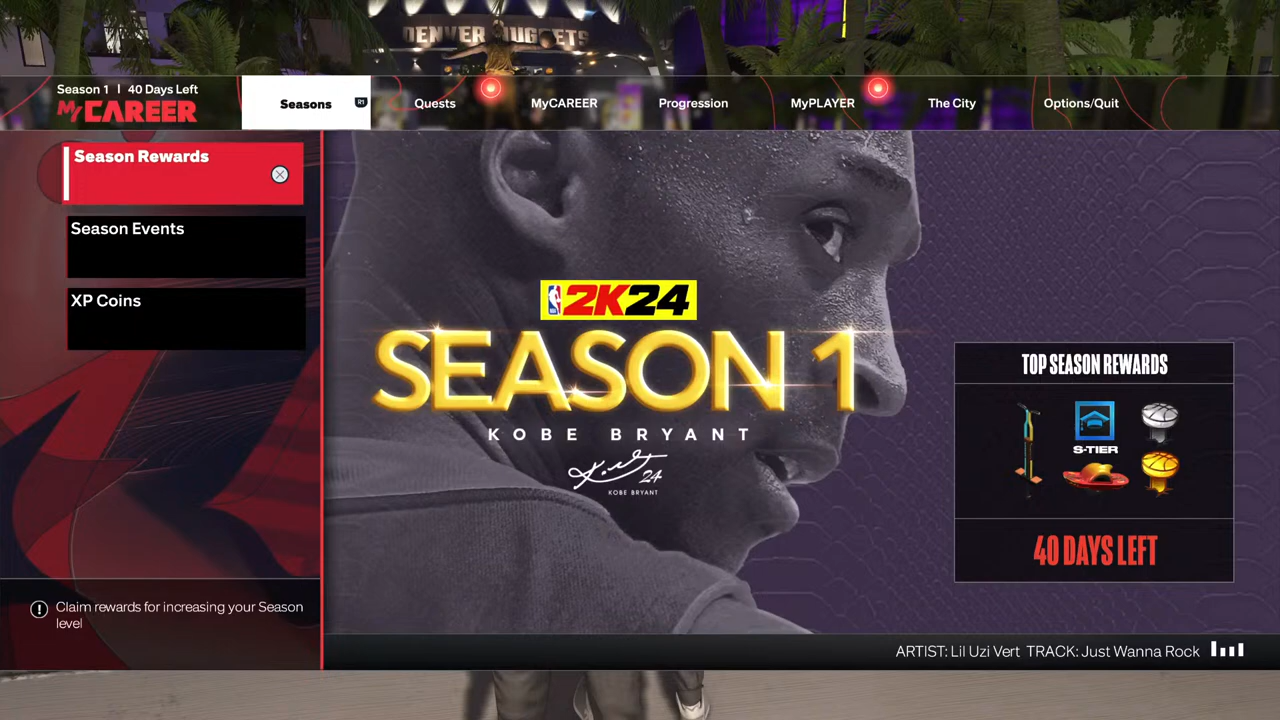 DENVER NUGGETS
Season 1 | 40 Days Left
MyCAREER
Seasons
R1
Quests
MyCAREER
Progression
MyPLAYER
The City
Options/Quit
Season Rewards
Season Events
XP Coins
2K24
SEASON 1
KOBE BRYANT
24
KOBE BRYANT
TOP SEASON REWARDS
S-TIER
40 DAYS LEFT
Claim rewards for increasing your Season
level
ARTIST: Lil Uzi Vert TRACK: Just Wanna Rock